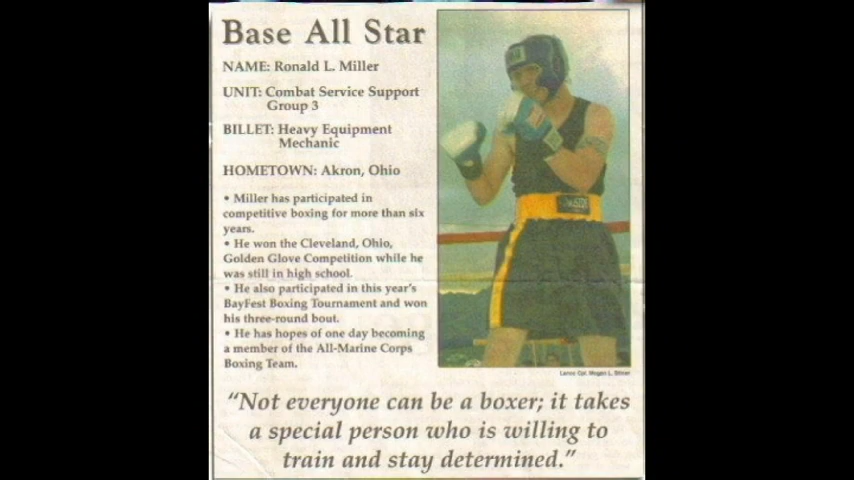 Base All Star
NAME: Ronald L. Miller
UNIT: Combat Service Support
Group 3
BILLET: Heavy Equipment
Mechanic
HOMETOWN: Akron, Ohio
• Miller has participated in
competitive boxing for more than six
years.
• He won the Cleveland, Ohio,
Golden Glove Competition while he
was still in high school.
• He also participated in this year's
BayFest Boxing Tournament and won
his three-round bout.
• He has hopes of one day becoming
a member of the All-Marine Corps
Boxing Team.
Lance Cpl. Megan L.
"Not everyone can be a boxer; it takes
a special person who is willing to
train and stay determined."